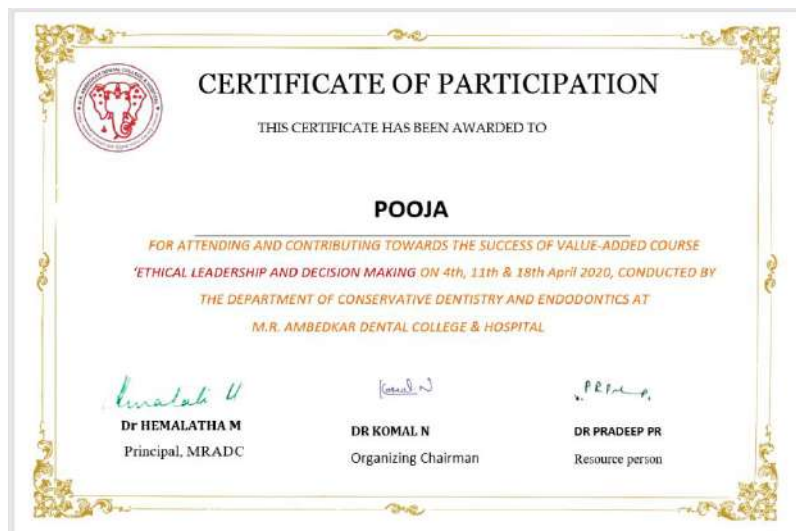 CERTIFICATE OF PARTICIPATION
THIS CERTIFICATE HAS BEEN AWARDED TO
POOJA
FOR ATTENDING AND CONTRIBUTING TOWARDS THE SUCCESS OF VALUE-ADDED COURSE
'ETHICAL LEADERSHIP AND DECISION MAKING ON 4th, 11th & 18th April 2020, CONDUCTED BY
THE DEPARTMENT OF CONSERVATIVE DENTISTRY AND ENDODONTICS AT
M.R. AMBEDKAR DENTAL COLLEGE & HOSPITAL
Komal N
Dr HEMALATHA M
DR KOMAL N
DR PRADEEP PR
Principal, MRADC
Organizing Chairman
Resource person